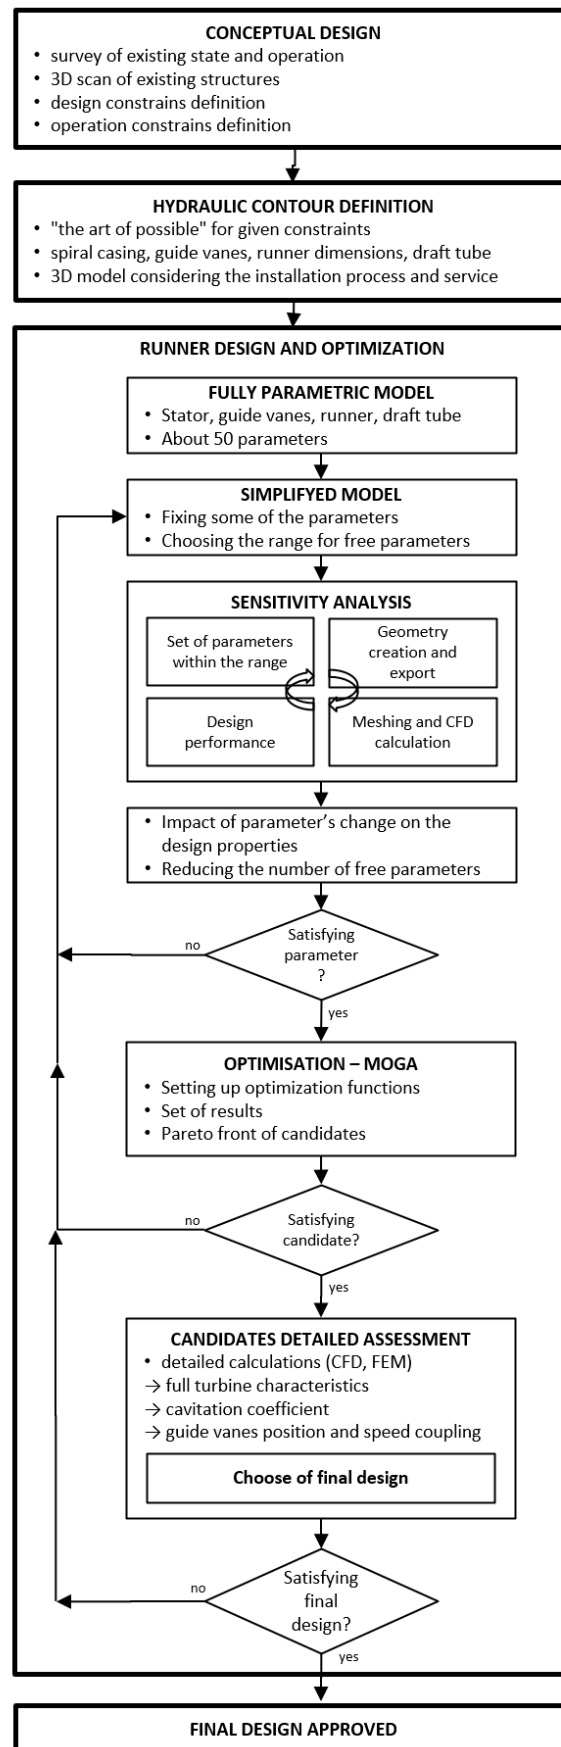 CONCEPTUAL DESIGN
• survey of existing state and operation
• 3D scan of existing structures
• design constrains definition
• operation constrains definition
HYDRAULIC CONTOUR DEFINITION
• "the art of possible" for given constraints
• spiral casing, guide vanes, runner dimensions, draft tube
• 3D model considering the installation process and service
RUNNER DESIGN AND OPTIMIZATION
FULLY PARAMETRIC MODEL
• Stator, guide vanes, runner, draft tube
• About 50 parameters
SIMPLIFYED MODEL
• Fixing some of the parameters
• Choosing the range for free parameters
SENSITIVITY ANALYSIS
Set of parameters
within the range
Geometry
creation and
export
Design
performance
Meshing and CFD
calculation
• Impact of parameter’s change on the
design properties
• Reducing the number of free parameters
no
Satisfying
parameter
?
yes
OPTIMISATION – MOGA
• Setting up optimization functions
• Set of results
• Pareto front of candidates
no
Satisfying
candidate?
yes
CANDIDATES DETAILED ASSESSMENT
• detailed calculations (CFD, FEM)
→ full turbine characteristics
→ cavitation coefficient
→ guide vanes position and speed coupling
Choose of final design
no
Satisfying
final
design?
yes
FINAL DESIGN APPROVED